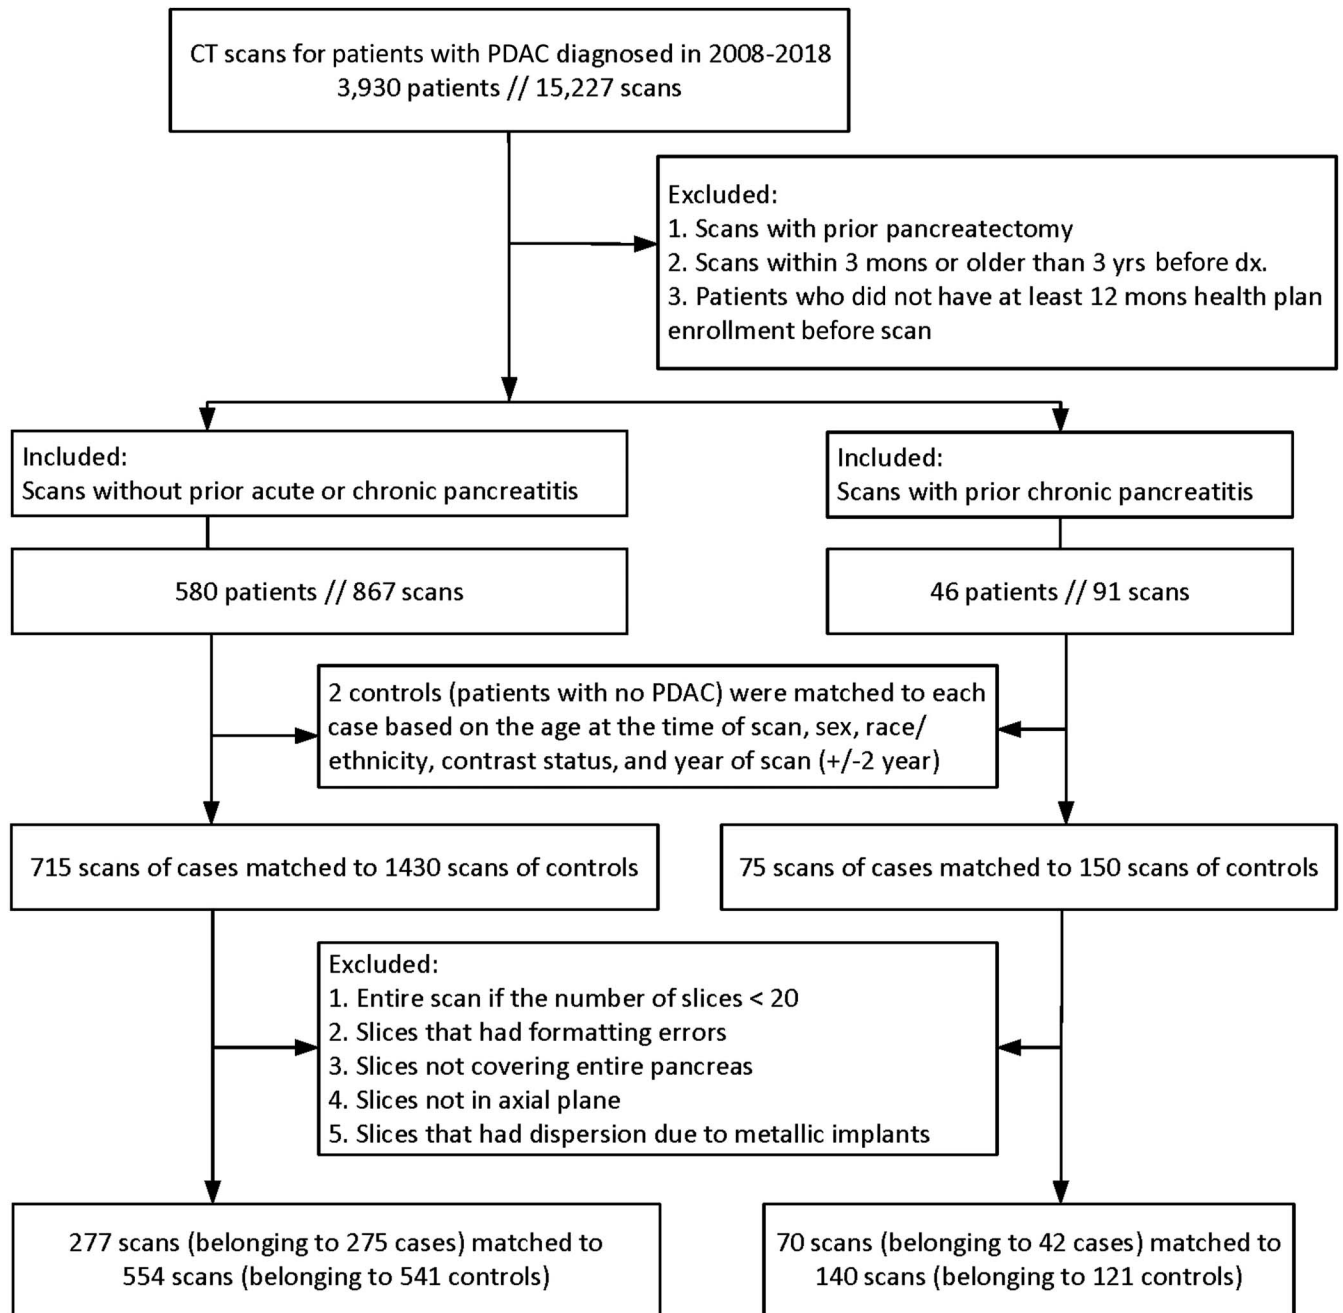 CT scans for patients with PDAC diagnosed in 2008-2018
3,930 patients // 15,227 scans
Excluded:
1. Scans with prior pancreatectomy
2. Scans within 3 mons or older than 3 yrs before dx.
3. Patients who did not have at least 12 mons health plan
enrollment before scan
Included:
Scans without prior acute or chronic pancreatitis
Included:
Scans with prior chronic pancreatitis
580 patients // 867 scans
46 patients // 91 scans
2 controls (patients with no PDAC) were matched to each
case based on the age at the time of scan, sex, race/
ethnicity, contrast status, and year of scan (+/-2 year)
715 scans of cases matched to 1430 scans of controls
75 scans of cases matched to 150 scans of controls
Excluded:
1. Entire scan if the number of slices < 20
2. Slices that had formatting errors
3. Slices not covering entire pancreas
4. Slices not in axial plane
5. Slices that had dispersion due to metallic implants
277 scans (belonging to 275 cases) matched to
554 scans (belonging to 541 controls)
70 scans (belonging to 42 cases) matched to
140 scans (belonging to 121 controls)